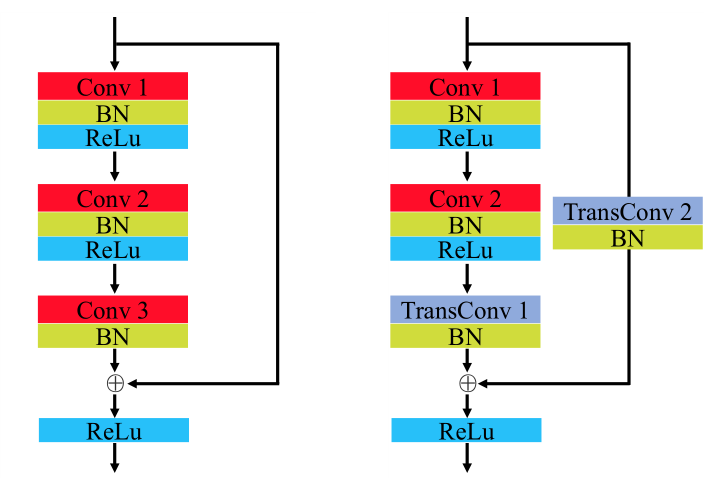 Conv 1
BN
ReLu
Conv 2
BN
ReLu
Conv 3
BN
ReLu
Conv 1
BN
ReLu
Conv 2
BN
ReLu
TransConv 1
BN
TransConv 2
BN
ReLu